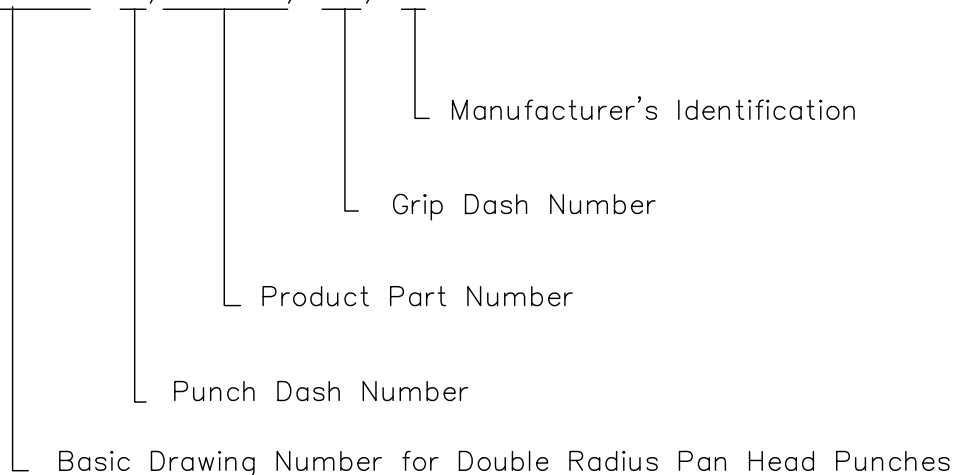 Manufacturer's Identification
Grip Dash Number
Product Part Number
Punch Dash Number
Basic Drawing Number for Double Radius Pan Head Punches